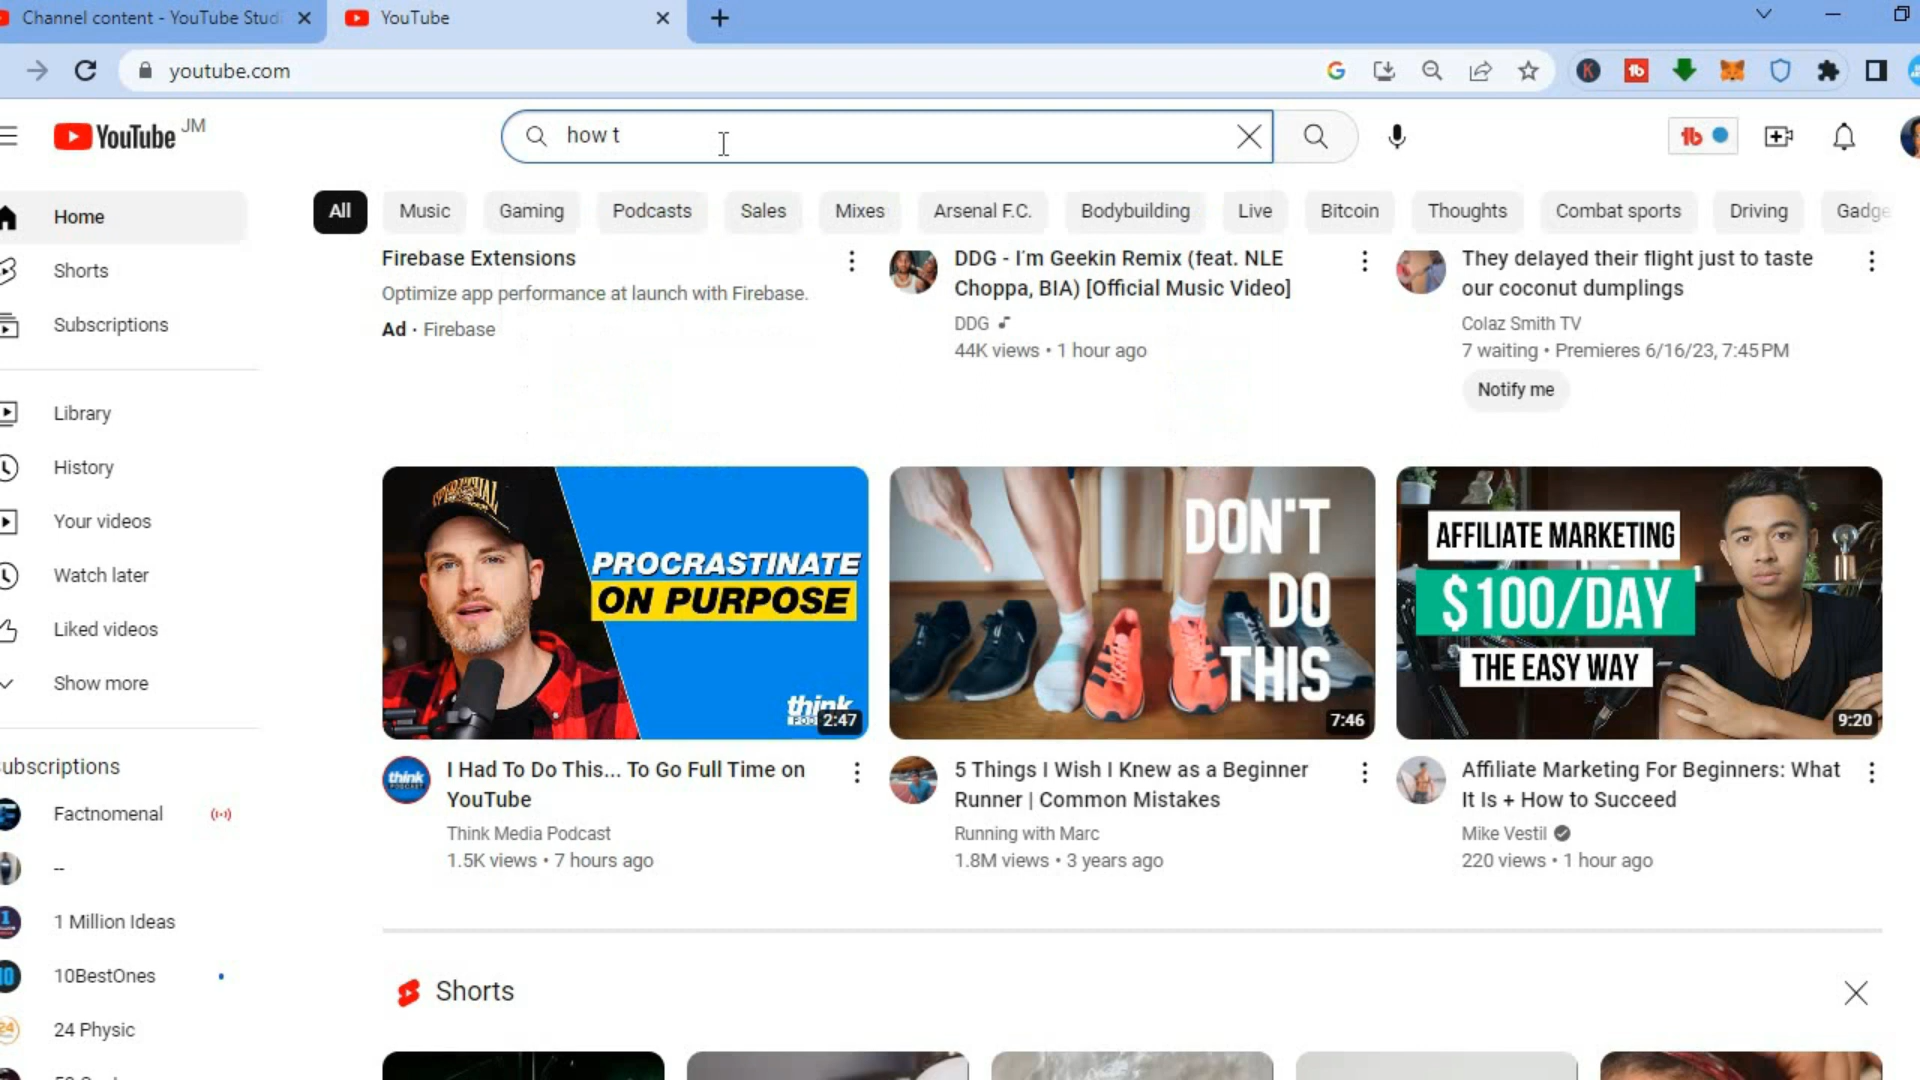 Channel content - YouTube Studi
YouTube
youtube.com
YouTube JM
how t
All
Music
Gaming
Podcasts
Sales
Mixes
Arsenal F.C.
Bodybuilding
Live
Bitcoin
Thoughts
Combat sports
Driving
Gadge
Home
Shorts
Subscriptions
Library
History
Your videos
Watch later
Liked videos
Show more
ubscriptions
Factnomenal
--
1 Million Ideas
10BestOnes
24 Physic
Firebase Extensions
Optimize app performance at launch with Firebase.
Ad · Firebase
DDG - I'm Geekin Remix (feat. NLE
Choppa, BIA) [Official Music Video]
DDG
44K views • 1 hour ago
They delayed their flight just to taste
our coconut dumplings
Colaz Smith TV
7 waiting • Premieres 6/16/23, 7:45 PM
Notify me
SPIRITUAL
PROCRASTINATE
ON PURPOSE
think
2:47
DON'T
DO
THIS
7:46
AFFILIATE MARKETING
$100/DAY
THE EASY WAY
9:20
think
PODCAST
I Had To Do This... To Go Full Time on
YouTube
Think Media Podcast
1.5K views • 7 hours ago
5 Things I Wish I Knew as a Beginner
Runner | Common Mistakes
Running with Marc
1.8M views • 3 years ago
Affiliate Marketing For Beginners: What
It Is + How to Succeed
Mike Vestil
220 views • 1 hour ago
Shorts